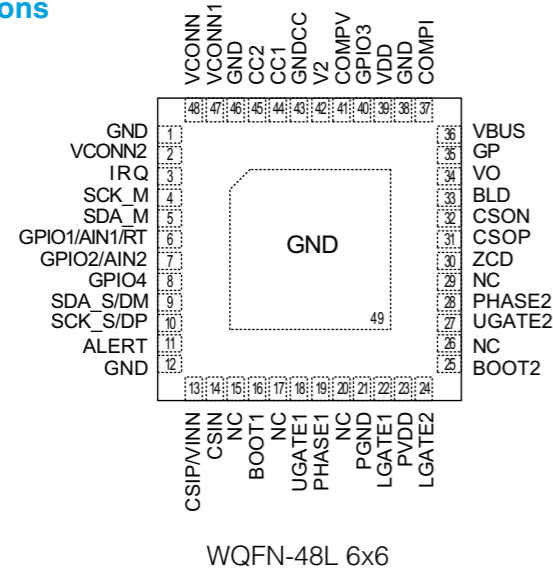 ons
VCONN
VCONN1
GND
CC2
CC1
GNDCC
V2
COMPV
GPIO3
VDD
GND
COMPI
48 47 46 45 44 43 42 41 40 39 38 37
GND 1
VCONN2 2
IRQ 3
SCK_M 4
SDA_M 5
GPIO1/AIN1/RT 6
GPIO2/AIN2 7
GPIO4 8
SDA_S/DM 9
SCK_S/DP 10
ALERT 11
GND 12
GND
49
36 VBUS
35 GP
34 VO
33 BLD
32 CSON
31 CSOP
30 ZCD
29 NC
28 PHASE2
27 UGATE2
26 NC
25 BOOT2
13 14 15 16 17 18 19 20 21 22 23 24
CSIP/VINN
CSIN
NC
BOOT1
NC
UGATE1
PHASE1
NC
PGND
LGATE1
PVDD
LGATE2
WQFN-48L 6x6